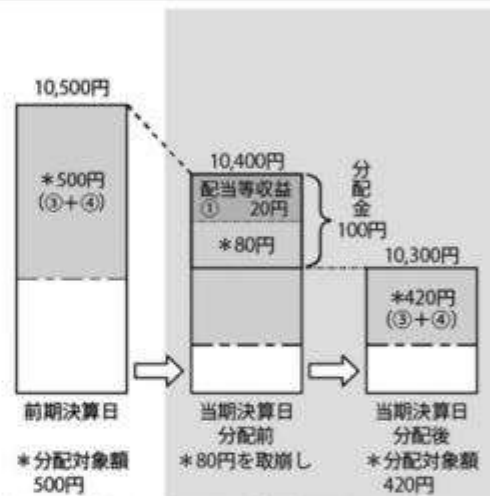 10,500円
*500円
(③+④)
前期決算日
*分配対象額
500円
10,400円
配当等収益
① 20円
*80円
分配金
100円
当期決算日
分配前
*80円を取崩し
10,300円
*420円
(③+④)
当期決算日
分配後
*分配対象額
420円